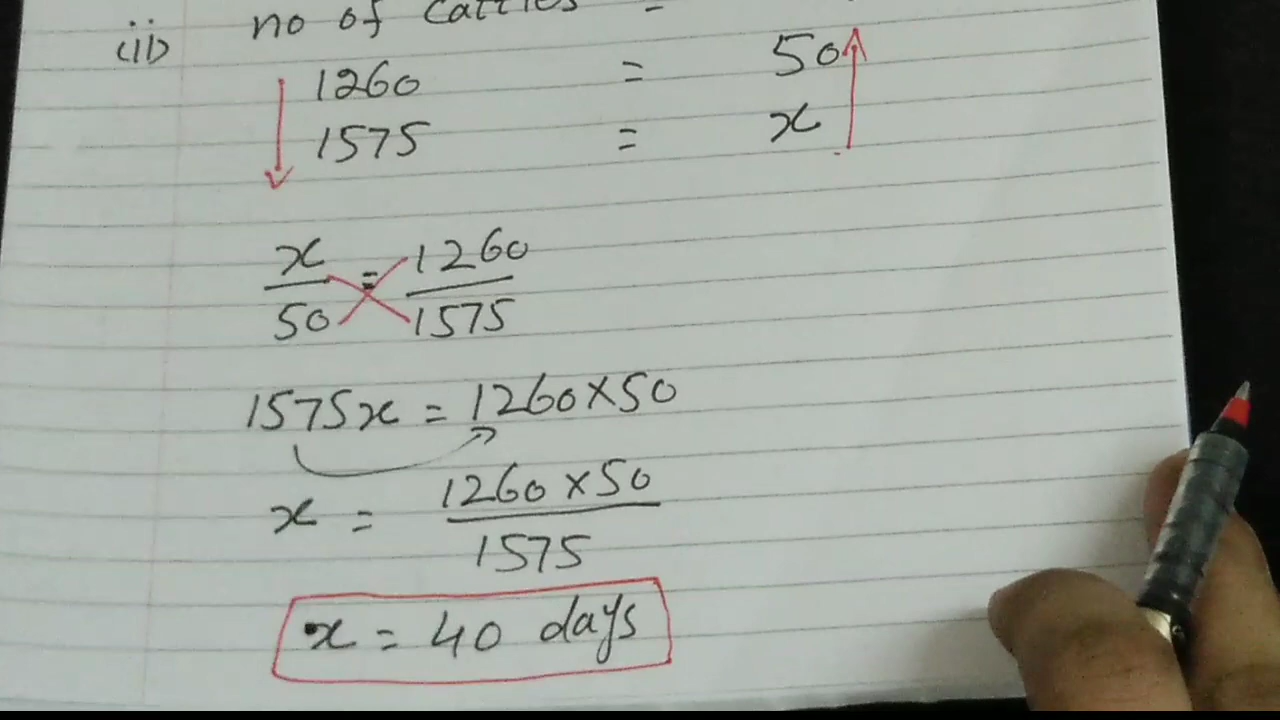 (ii) no of Cattles =
1260 = 50
1575 = x
x/50 = 1260/1575
1575x = 1260×50
x = 1260×50/1575
x = 40 days